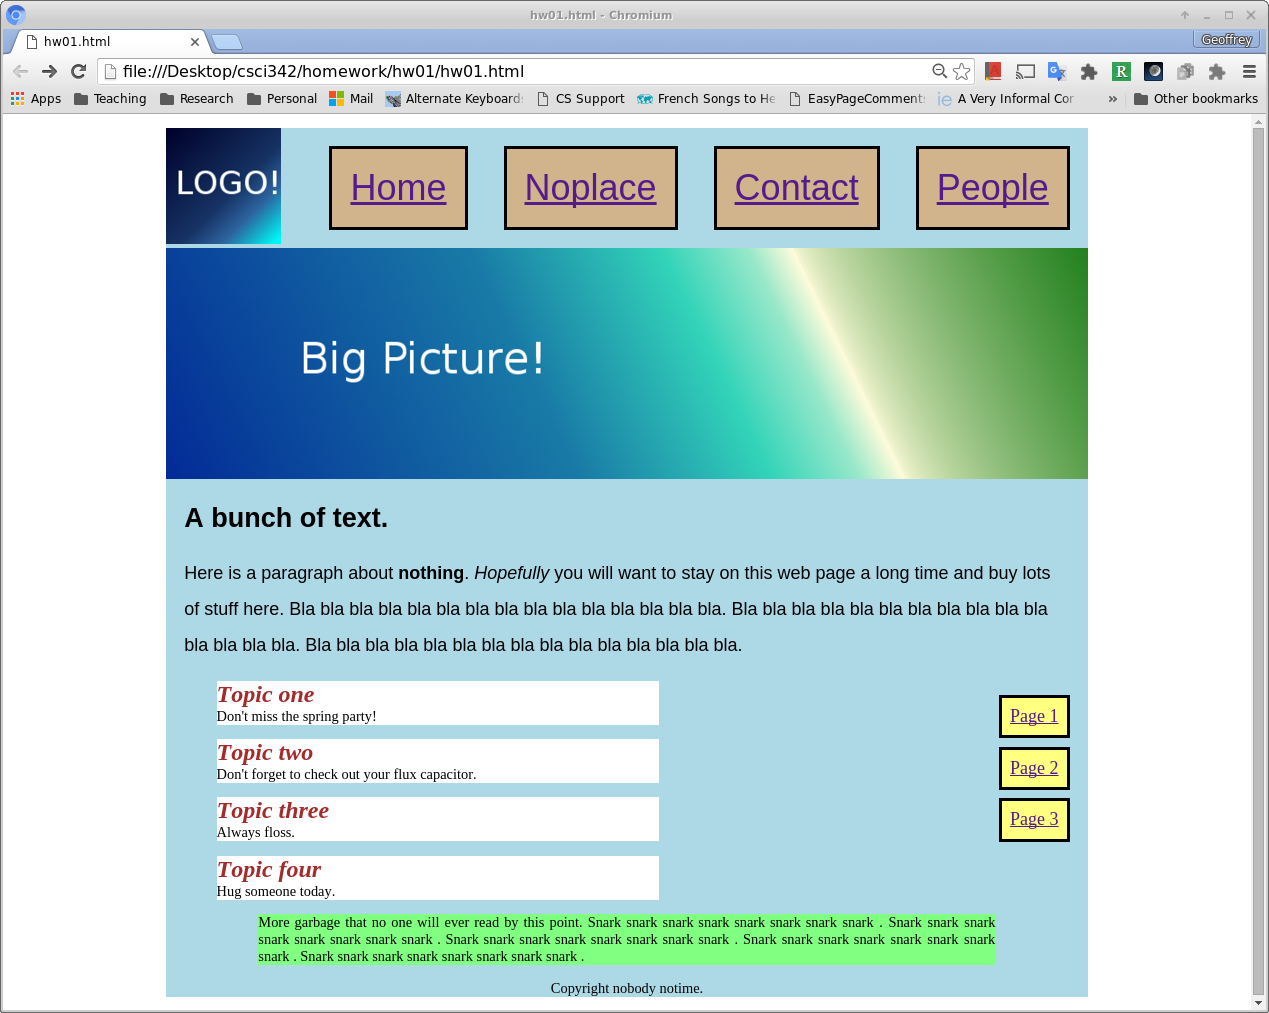 hw01.html - Chromium
hw01.html
Geoffrey
file:///Desktop/csci342/homework/hw01/hw01.html
Apps Teaching Research Personal Mail Alternate Keyboard CS Support French Songs to He EasyPageComment ie A Very Informal Cor » Other bookmarks
LOGO! Home Noplace Contact People
Big Picture!
A bunch of text.
Here is a paragraph about nothing. Hopefully you will want to stay on this web page a long time and buy lots
of stuff here. Bla bla bla bla bla bla bla bla bla bla bla bla bla bla bla. Bla bla bla bla bla bla bla bla bla bla bla
bla bla bla bla. Bla bla bla bla bla bla bla bla bla bla bla bla bla bla bla.
Topic one
Don't miss the spring party!
Topic two
Don't forget to check out your flux capacitor.
Topic three
Always floss.
Topic four
Hug someone today.
Page 1
Page 2
Page 3
More garbage that no one will ever read by this point. Snark snark snark snark snark snark snark snark . Snark snark snark
snark snark snark snark snark . Snark snark snark snark snark snark snark snark . Snark snark snark snark snark snark snark
snark . Snark snark snark snark snark snark snark snark .
Copyright nobody notime.